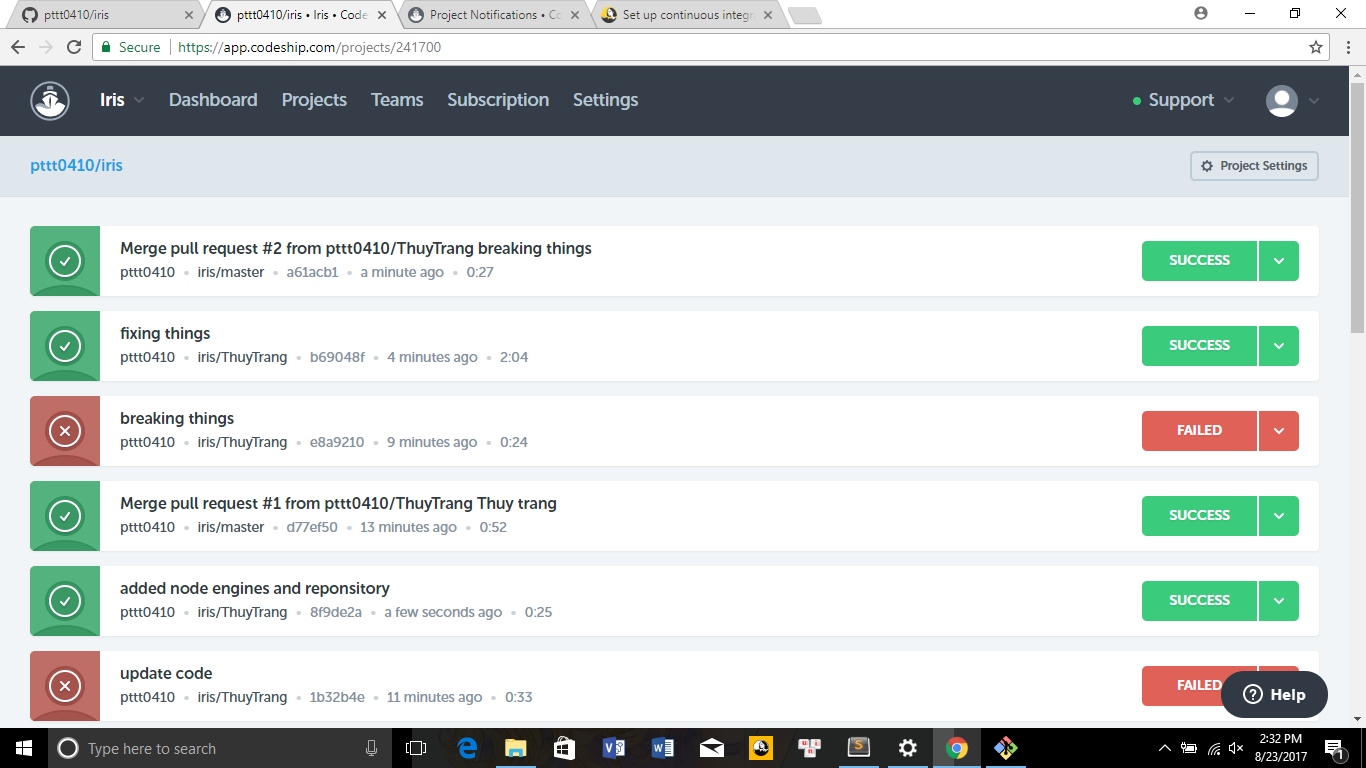 pttt0410/iris
pttt0410/iris • Iris • Code
Project Notifications • Co
Set up continuous integr
Secure
https://app.codeship.com/projects/241700
Iris
Dashboard
Projects
Teams
Subscription
Settings
Support
pttt0410/iris
Project Settings
Merge pull request #2 from pttt0410/ThuyTrang breaking things
pttt0410 • iris/master • a61acb1 • a minute ago • 0:27
SUCCESS
fixing things
pttt0410 • iris/ThuyTrang • b69048f • 4 minutes ago • 2:04
SUCCESS
breaking things
pttt0410 • iris/ThuyTrang • e8a9210 • 9 minutes ago • 0:24
FAILED
Merge pull request #1 from pttt0410/ThuyTrang Thuy trang
pttt0410 • iris/master • d77ef50 • 13 minutes ago • 0:52
SUCCESS
added node engines and reponsitory
pttt0410 • iris/ThuyTrang • 8f9de2a • a few seconds ago • 0:25
SUCCESS
update code
pttt0410 • iris/ThuyTrang • 1b32b4e • 11 minutes ago • 0:33
FAILED
Help
Type here to search
2:32 PM
8/23/2017
1